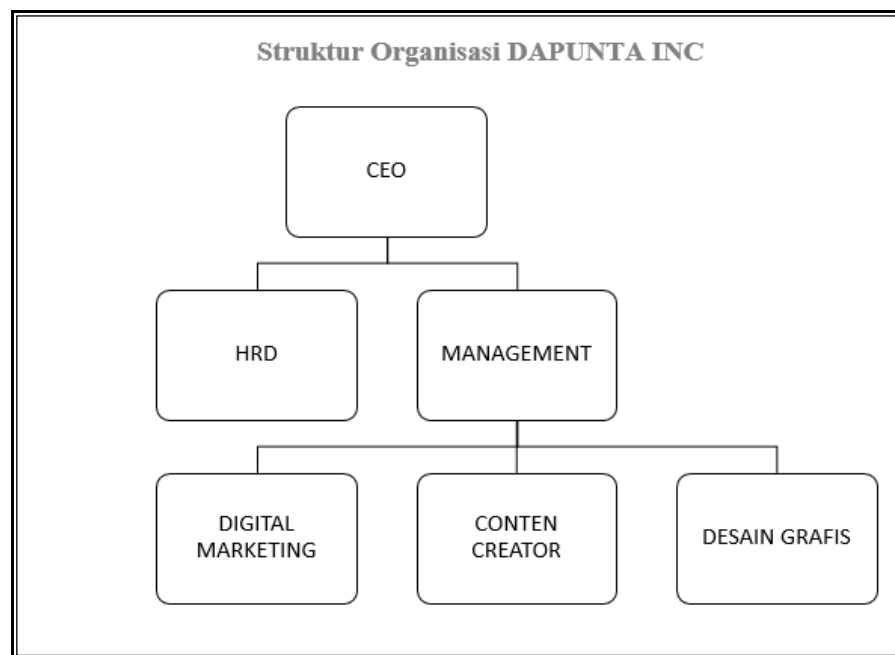 Struktur Organisasi DAPUNTA INC
CEO
HRD
MANAGEMENT
DIGITAL
MARKETING
CONTEN
CREATOR
DESAIN GRAFIS